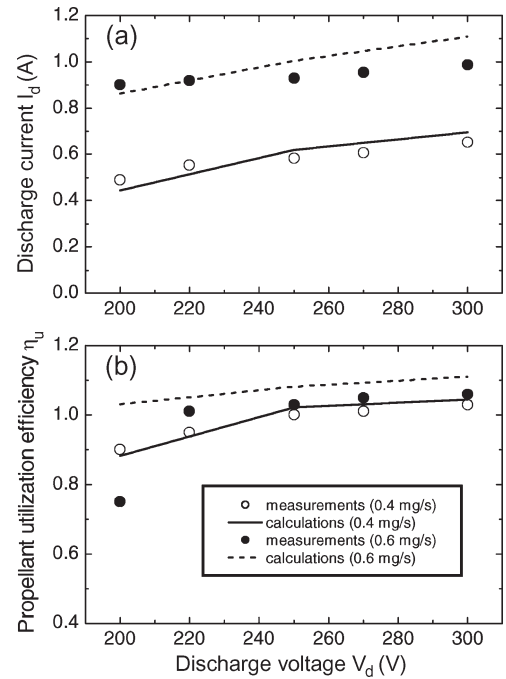 1.2
(a)
1.0
0.8
0.6
0.4
0.2
0.0
Discharge current I_d (A)
200 220 240 260 280 300
1.2
(b)
1.0
0.8
0.6
0.4
Propellant utilization efficiency η_u
measurements (0.4 mg/s)
calculations (0.4 mg/s)
measurements (0.6 mg/s)
calculations (0.6 mg/s)
200 220 240 260 280 300
Discharge voltage V_d (V)